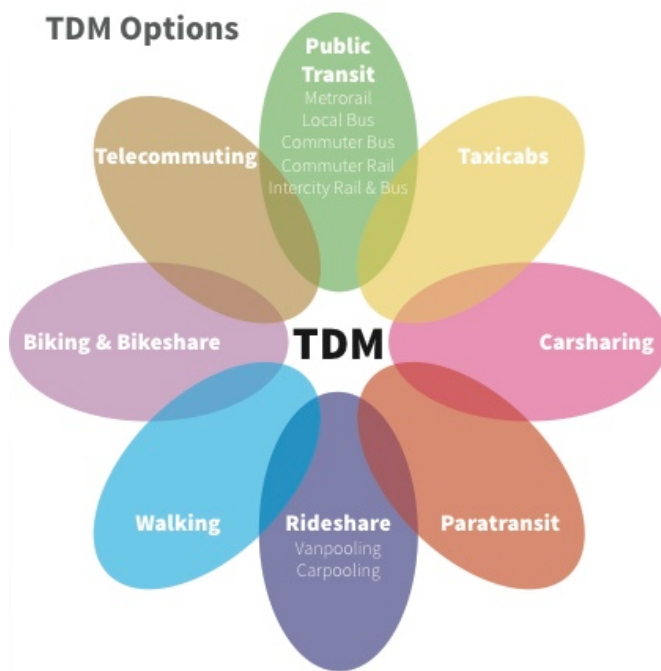 TDM Options
Public
Transit
Metrorail
Local Bus
Commuter Bus
Commuter Rail
Intercity Rail & Bus
Telecommuting
Taxicabs
Biking & Bikeshare
TDM
Carsharing
Walking
Rideshare
Vanpooling
Carpooling
Paratransit